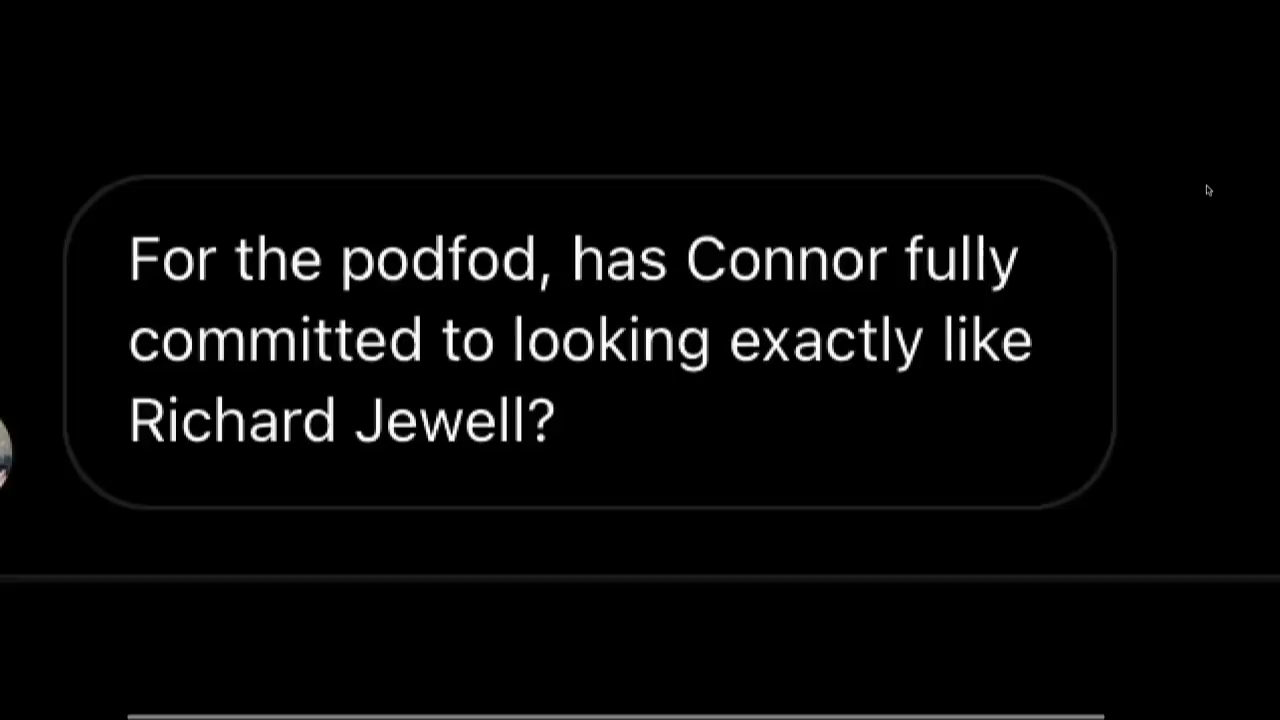 For the podfod, has Connor fully
committed to looking exactly like
Richard Jewell?